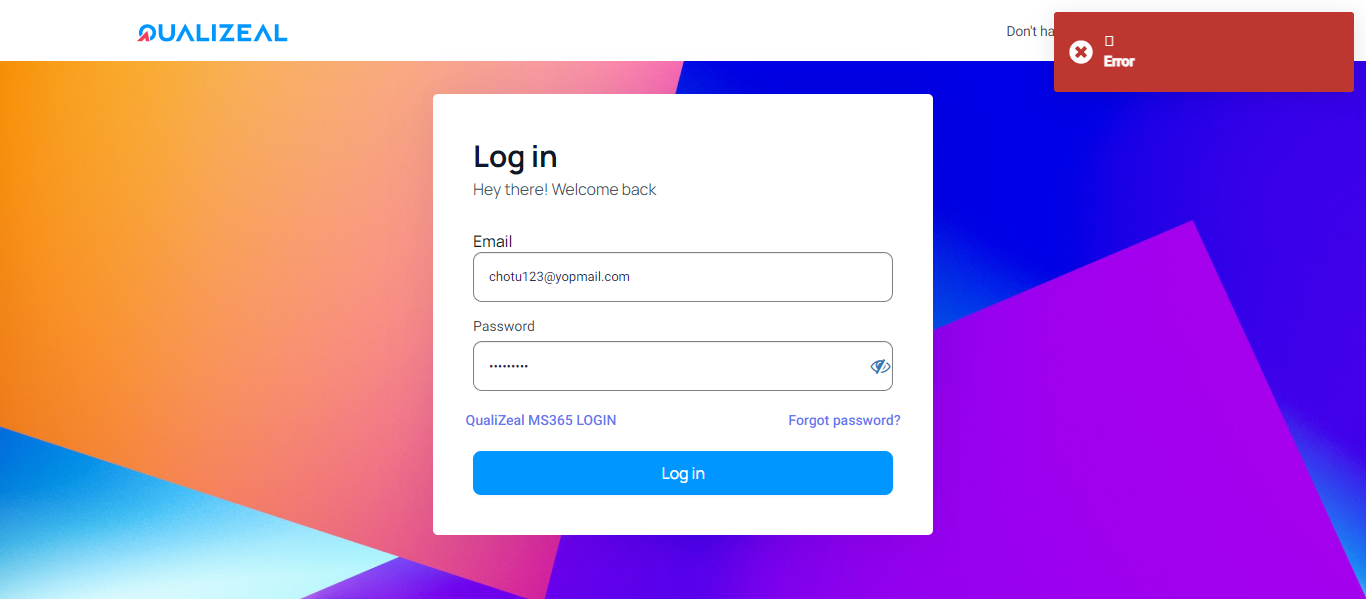 QUALIZEAL
Don't ha
Error
Log in
Hey there! Welcome back
Email
chotu123@yopmail.com
Password
•••••••••
QualiZeal MS365 LOGIN
Forgot password?
Log in